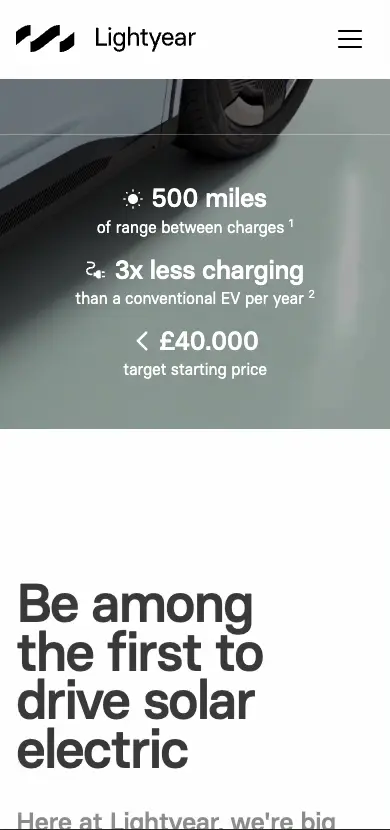 Lightyear
500 miles
of range between charges 1
3x less charging
than a conventional EV per year 2
< £40.000
target starting price
Be among
the first to
drive solar
electric
Here at Lightyear, we're big